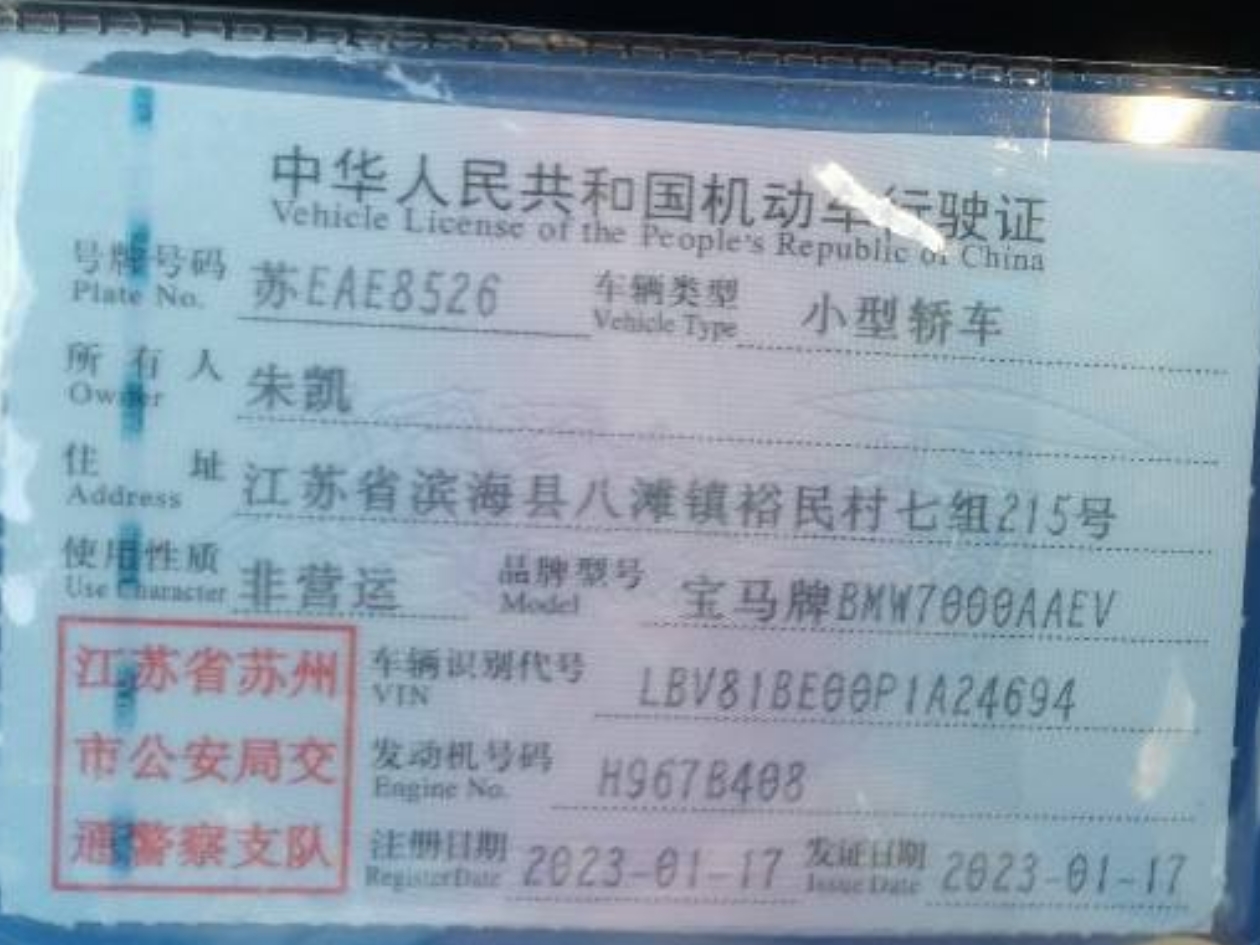 中华人民共和国机动车行驶证
Vehicle License of the People's Republic of China
号牌号码 苏EAE8526 车辆类型 小型轿车
Plate No. Vehicle Type
所有人 朱凯
Owner
住址 江苏省滨海县八滩镇裕民村七组215号
Address
使用性质 非营运 品牌型号 宝马牌BMW7000AAEV
Use Character Model
江苏省苏州
市公安局交
通警察支队
车辆识别代号 LBV81BE00P1A24694
VIN
发动机号码 H967B408
Engine No.
注册日期 2023-01-17 发证日期 2023-01-17
Register Date Issue Date